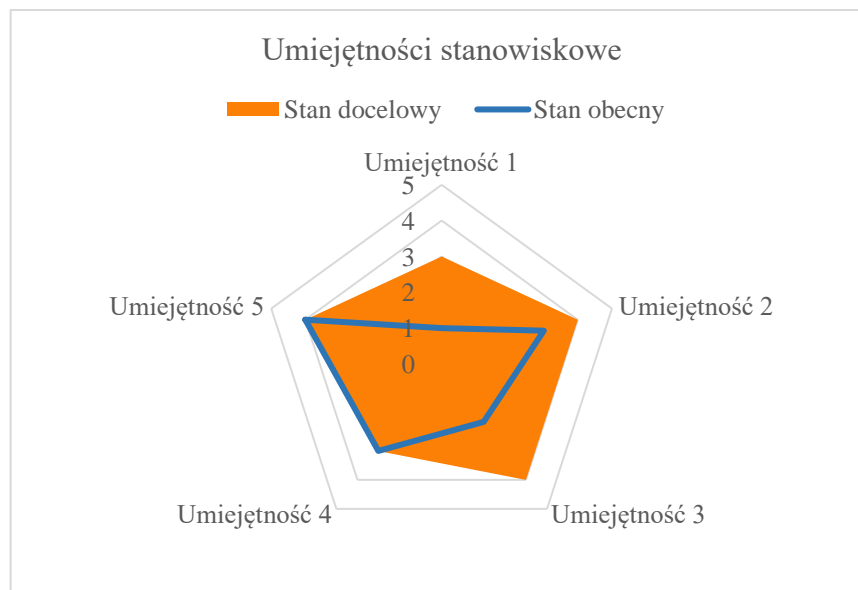 Umiejętności stanowiskowe
Stan docelowy
Stan obecny
Umiejętność 1
5
4
3
2
1
0
Umiejętność 2
Umiejętność 5
Umiejętność 4
Umiejętność 3